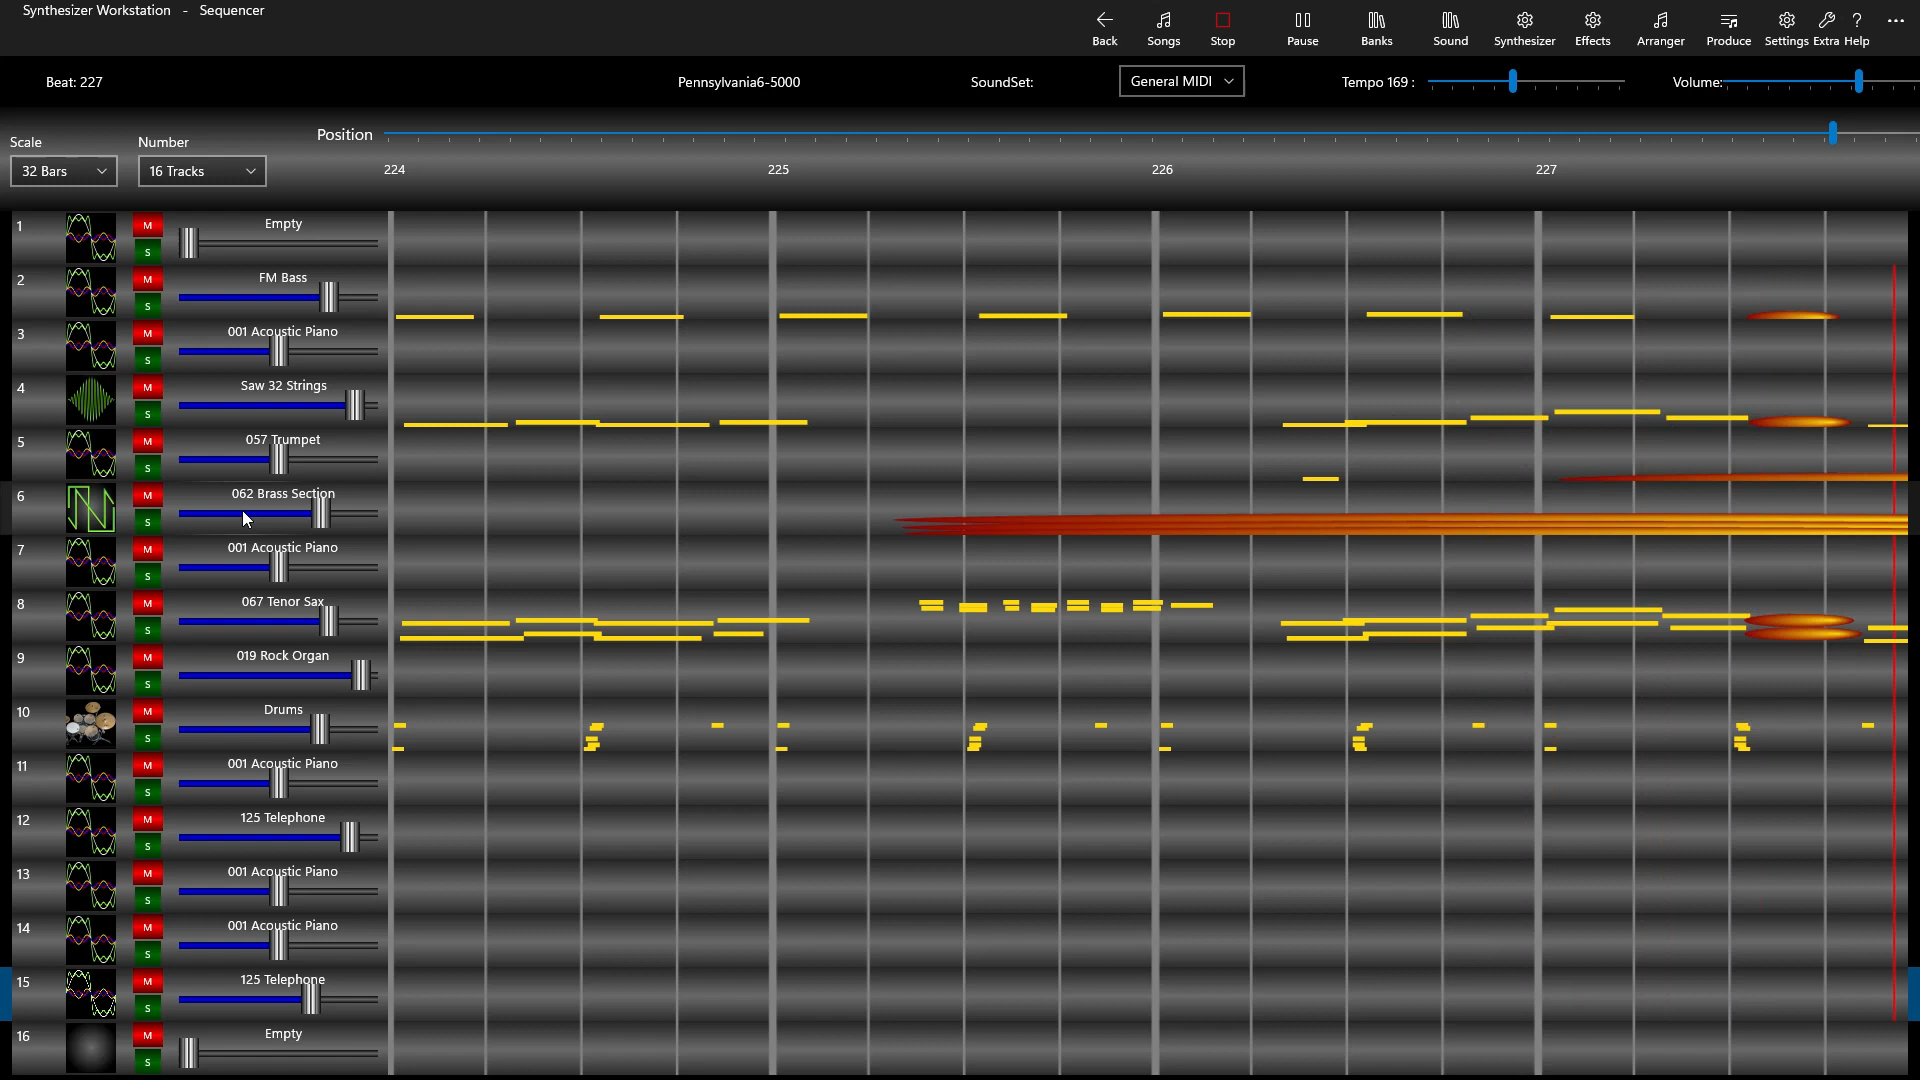 Synthesizer Workstation - Sequencer
Back Songs Stop Pause Banks Sound Synthesizer Effects Arranger Produce Settings Extra Help
Beat: 227 Pennsylvania6-5000 SoundSet: General MIDI Tempo 169 : Volume:
Scale Number Position
32 Bars 16 Tracks
224 225 226 227
1 M S Empty
2 M S FM Bass
3 M S 001 Acoustic Piano
4 M S Saw 32 Strings
5 M S 057 Trumpet
6 M S 062 Brass Section
7 M S 001 Acoustic Piano
8 M S 067 Tenor Sax
9 M S 019 Rock Organ
10 M S Drums
11 M S 001 Acoustic Piano
12 M S 125 Telephone
13 M S 001 Acoustic Piano
14 M S 001 Acoustic Piano
15 M S 125 Telephone
16 M S Empty